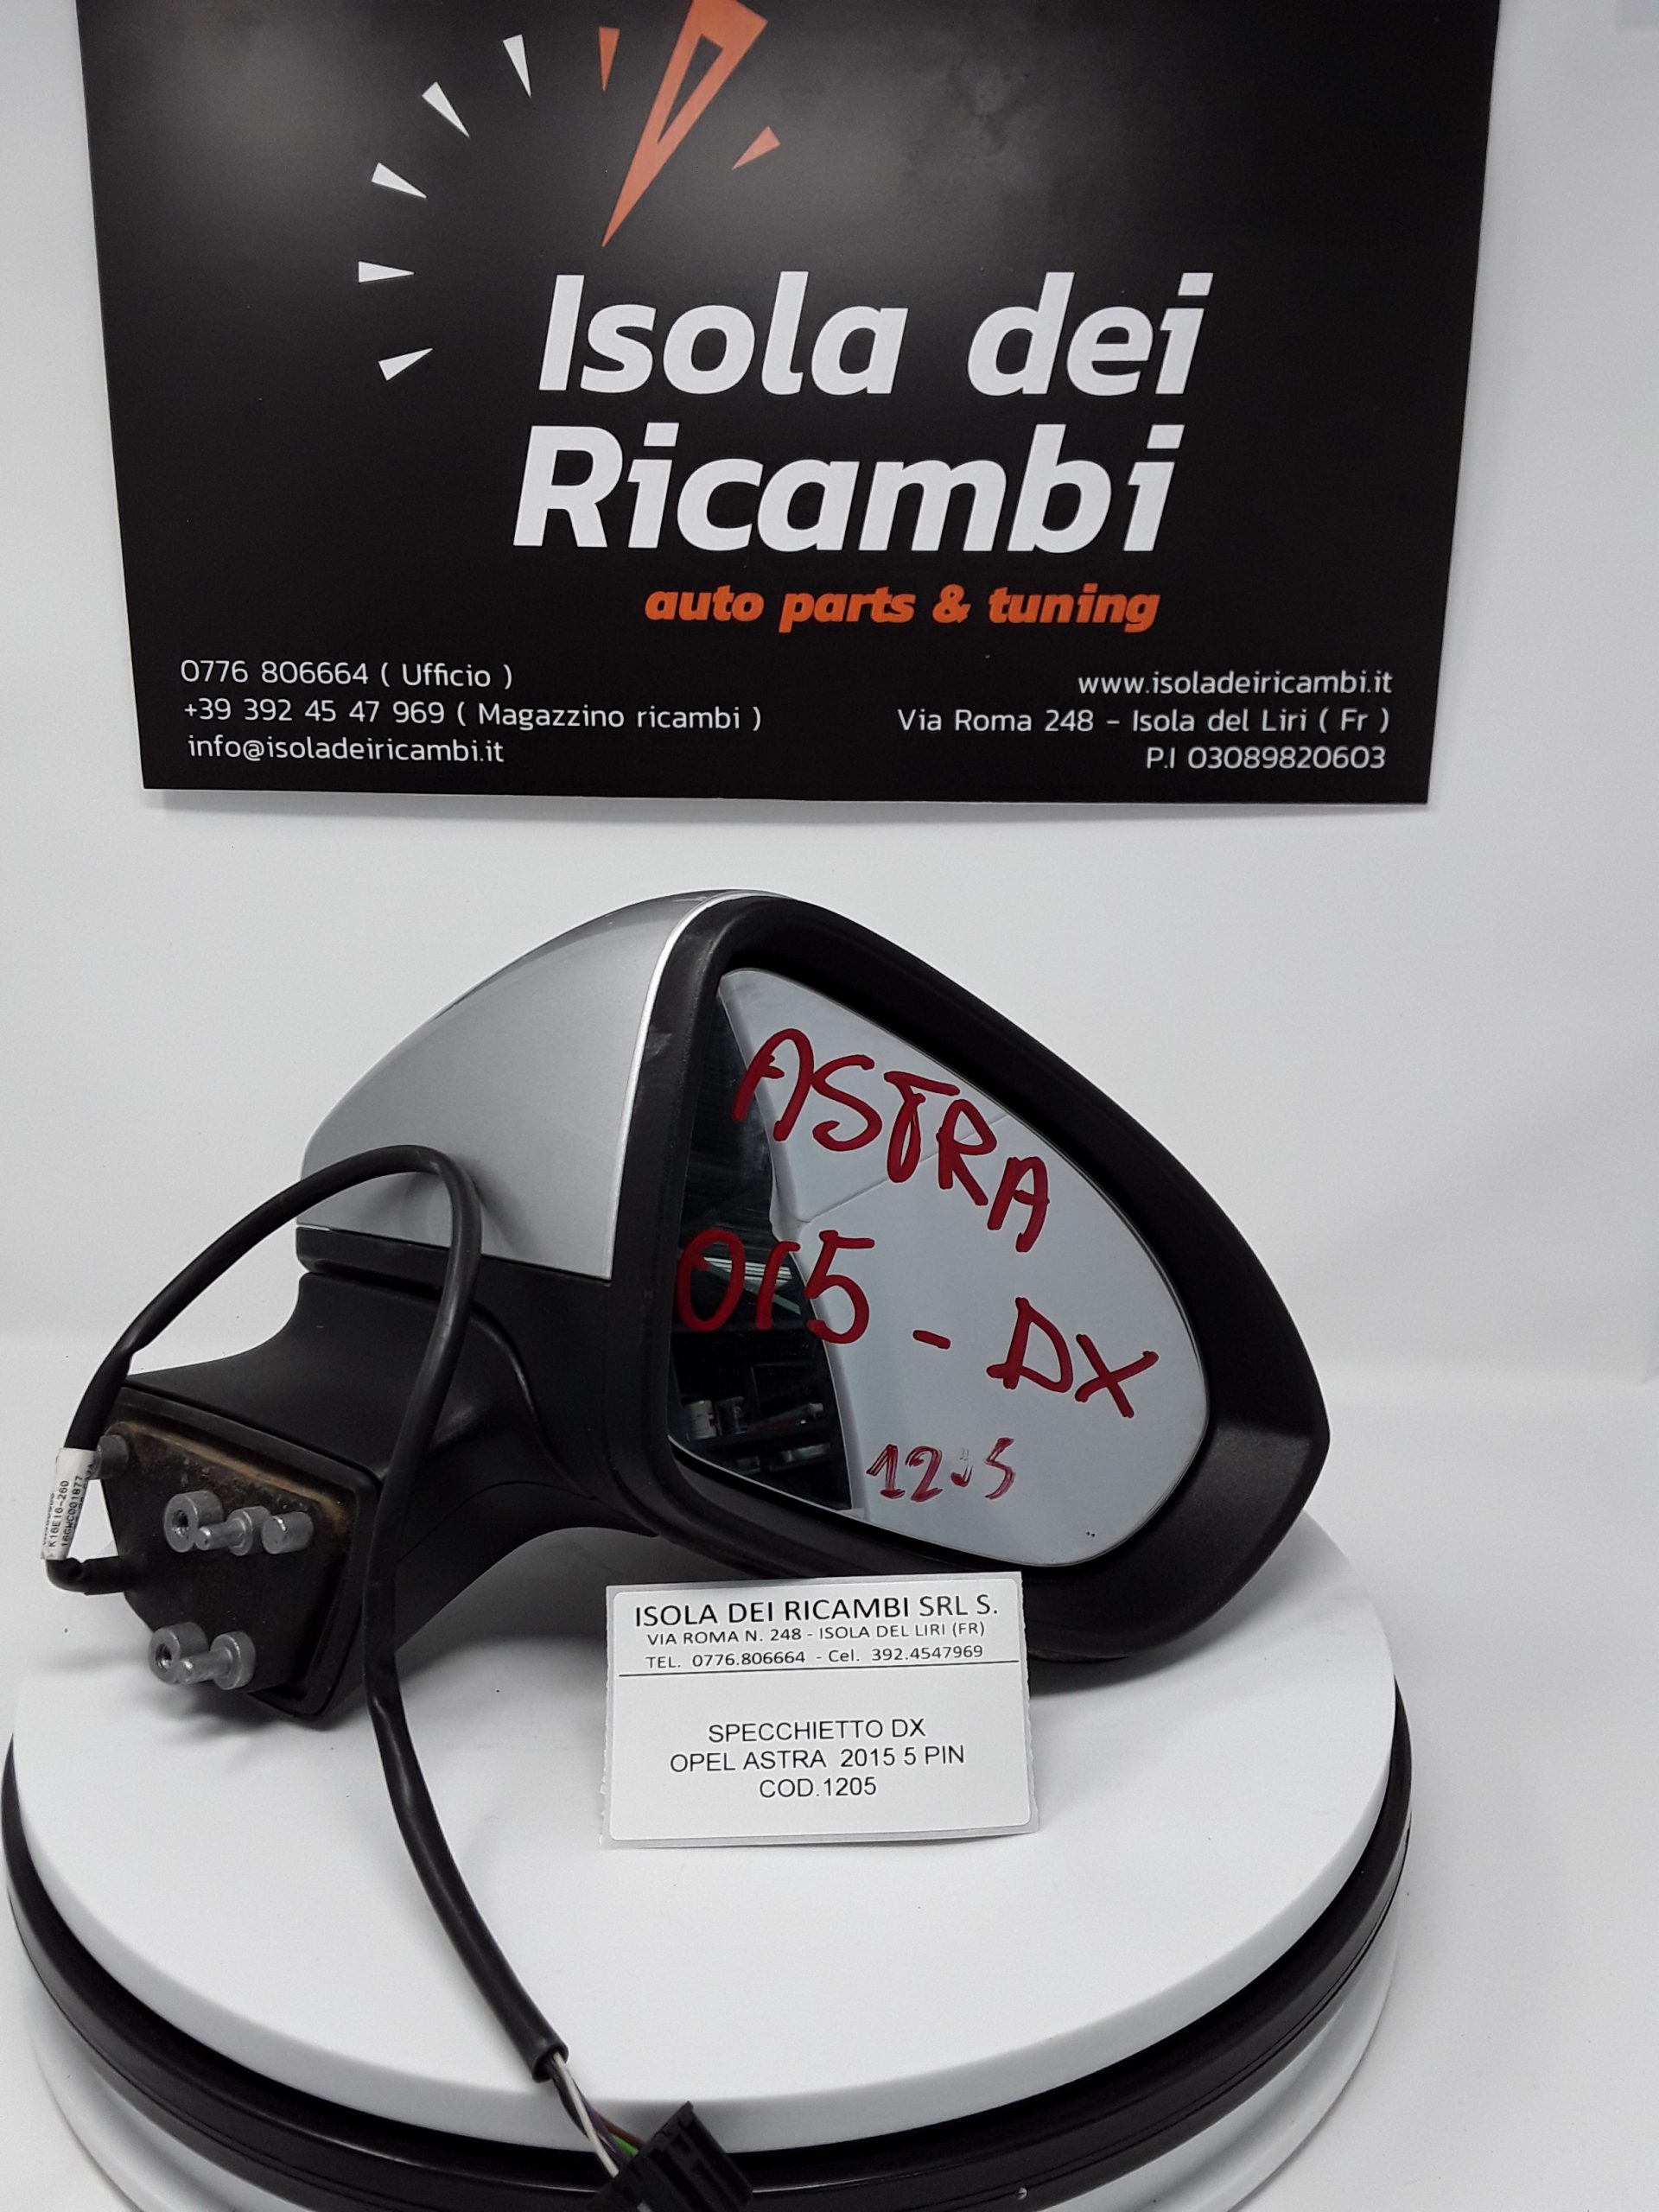 Isola dei
Ricambi
auto parts & tuning
0776 806664 ( Ufficio )
+39 392 45 47 969 ( Magazzino ricambi )
info@isoladeiricambi.it
www.isoladeiricambi.it
Via Roma 248 - Isola del Liri ( Fr )
P.I 03089820603
ASTRA
015 - DX
K16E16-260
16GWC001877
ISOLA DEI RICAMBI SRL S.
VIA ROMA N. 248 - ISOLA DEL LIRI (FR)
TEL. 0776.806664 - Cel. 392.4547969
SPECCHIETTO DX
OPEL ASTRA 2015 5 PIN
COD.1205